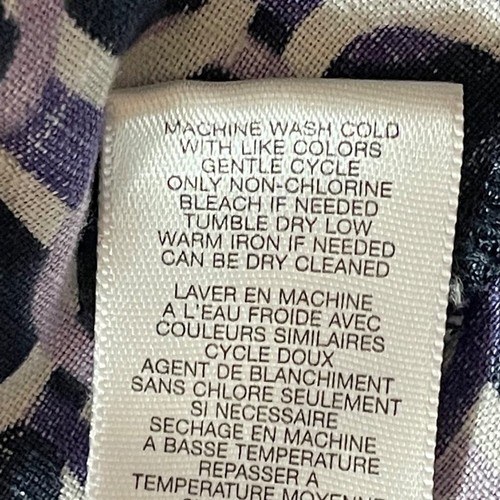 MACHINE WASH COLD
WITH LIKE COLORS
GENTLE CYCLE
ONLY NON-CHLORINE
BLEACH IF NEEDED
TUMBLE DRY LOW
WARM IRON IF NEEDED
CAN BE DRY CLEANED
LAVER EN MACHINE
A L'EAU FROIDE AVEC
COULEURS SIMILAIRES
CYCLE DOUX
AGENT DE BLANCHIMENT
SANS CHLORE SEULEMENT
SI NECESSAIRE
SECHAGE EN MACHINE
A BASSE TEMPERATURE
REPASSER A
TEMPERATURE MOYENNE